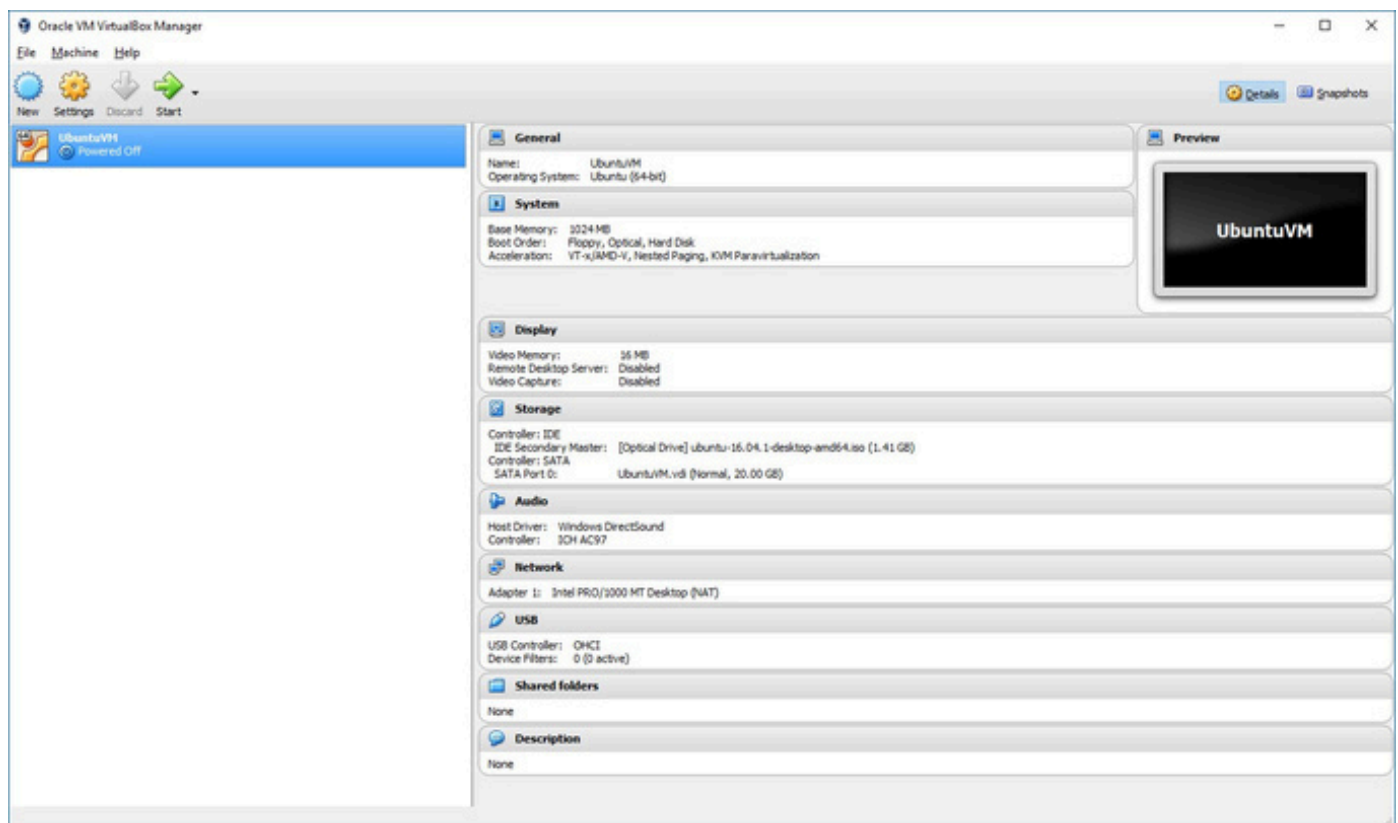 Oracle VM VirtualBox Manager
File Machine Help
New Settings Discard Start
Details Snapshots
UbuntuVM
Powered Off
General
Name: UbuntuVM
Operating System: Ubuntu (64-bit)
System
Base Memory: 1024 MB
Boot Order: Floppy, Optical, Hard Disk
Acceleration: VT-x/AMD-V, Nested Paging, KVM Paravirtualization
Preview
UbuntuVM
Display
Video Memory: 16 MB
Remote Desktop Server: Disabled
Video Capture: Disabled
Storage
Controller: IDE
IDE Secondary Master: [Optical Drive] ubuntu-16.04.1-desktop-amd64.iso (1.41 GB)
Controller: SATA
SATA Port 0: UbuntuVM.vdi (Normal, 20.00 GB)
Audio
Host Driver: Windows DirectSound
Controller: ICH AC97
Network
Adapter 1: Intel PRO/1000 MT Desktop (NAT)
USB
USB Controller: OHCI
Device Filters: 0 (0 active)
Shared folders
None
Description
None